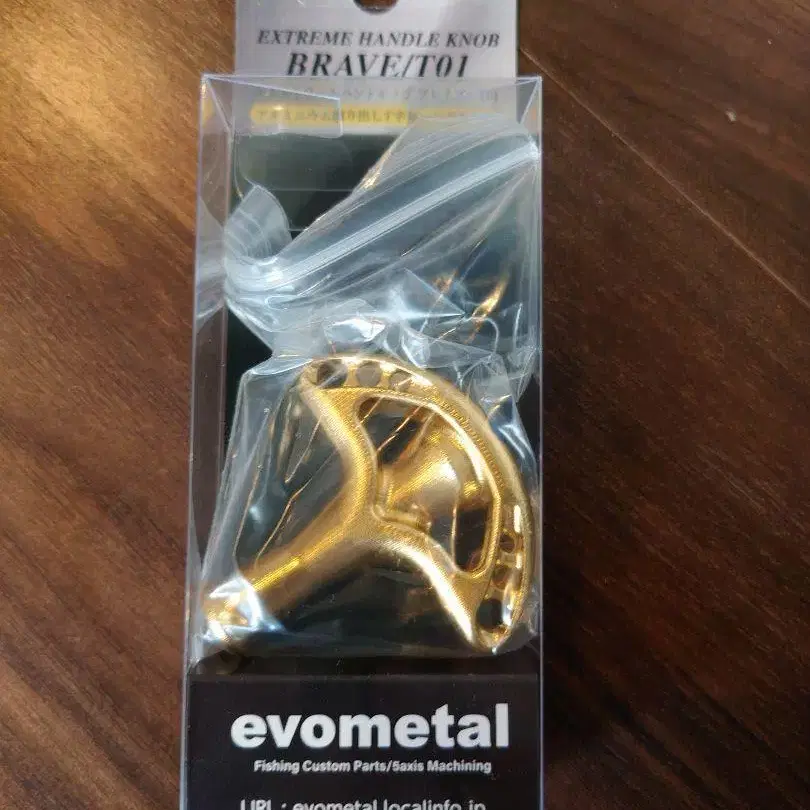 EXTREME HANDLE KNOB
BRAVE/T01
evometal
Fishing Custom Parts/5axis Machining
URL : evometal.localinfo.jp